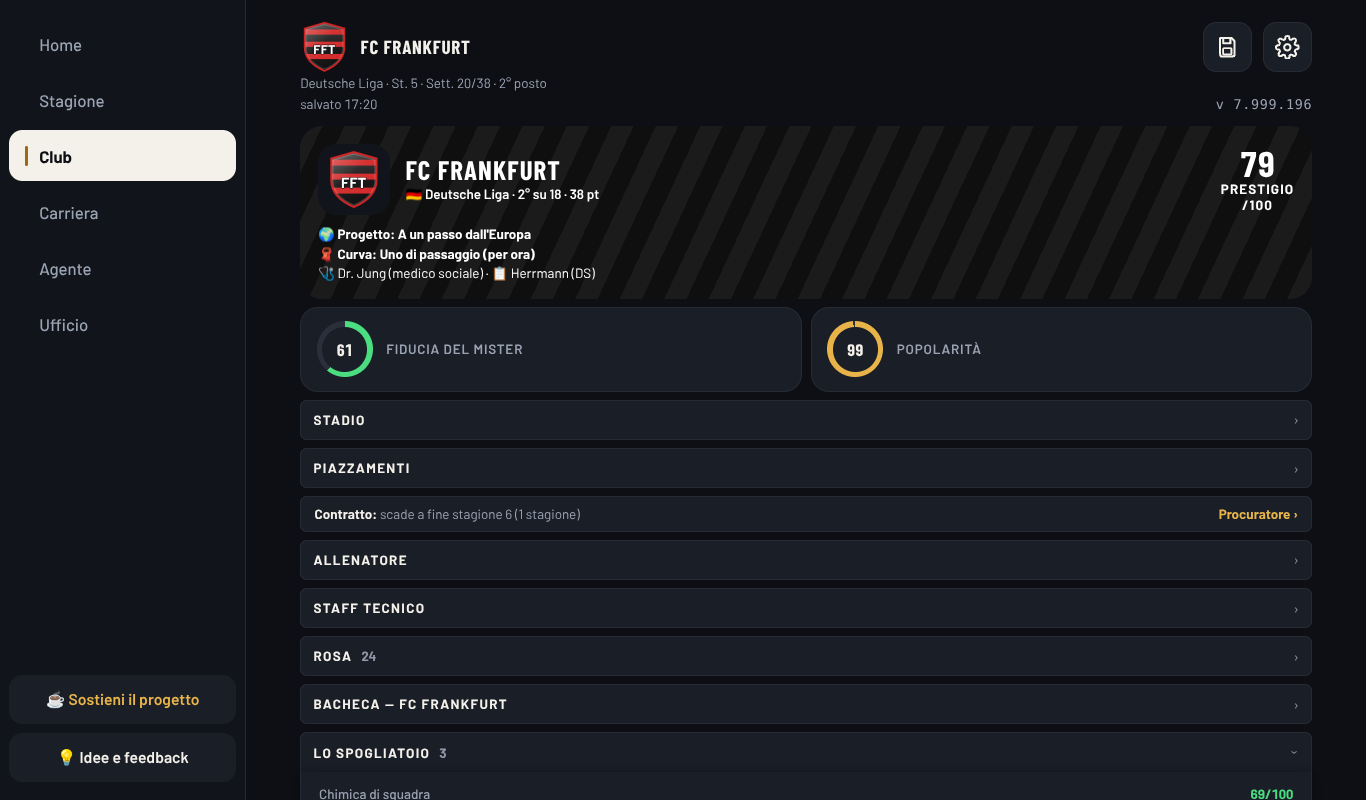 Home
Stagione
Club
Carriera
Agente
Ufficio
☕ Sostieni il progetto
💡 Idee e feedback
FFT
FC FRANKFURT
Deutsche Liga · St. 5 · Sett. 20/38 · 2° posto
salvato 17:20
v 7.999.196
FFT
FC FRANKFURT
🇩🇪 Deutsche Liga · 2° su 18 · 38 pt
79
PRESTIGIO
/100
🌍 Progetto: A un passo dall'Europa
🧣 Curva: Uno di passaggio (per ora)
🩺 Dr. Jung (medico sociale) · 📋 Herrmann (DS)
61 FIDUCIA DEL MISTER
99 POPOLARITÀ
STADIO ›
PIAZZAMENTI ›
Contratto: scade a fine stagione 6 (1 stagione) Procuratore ›
ALLENATORE ›
STAFF TECNICO ›
ROSA 24 ›
BACHECA — FC FRANKFURT ›
LO SPOGLIATOIO 3
Chimica di squadra 69/100